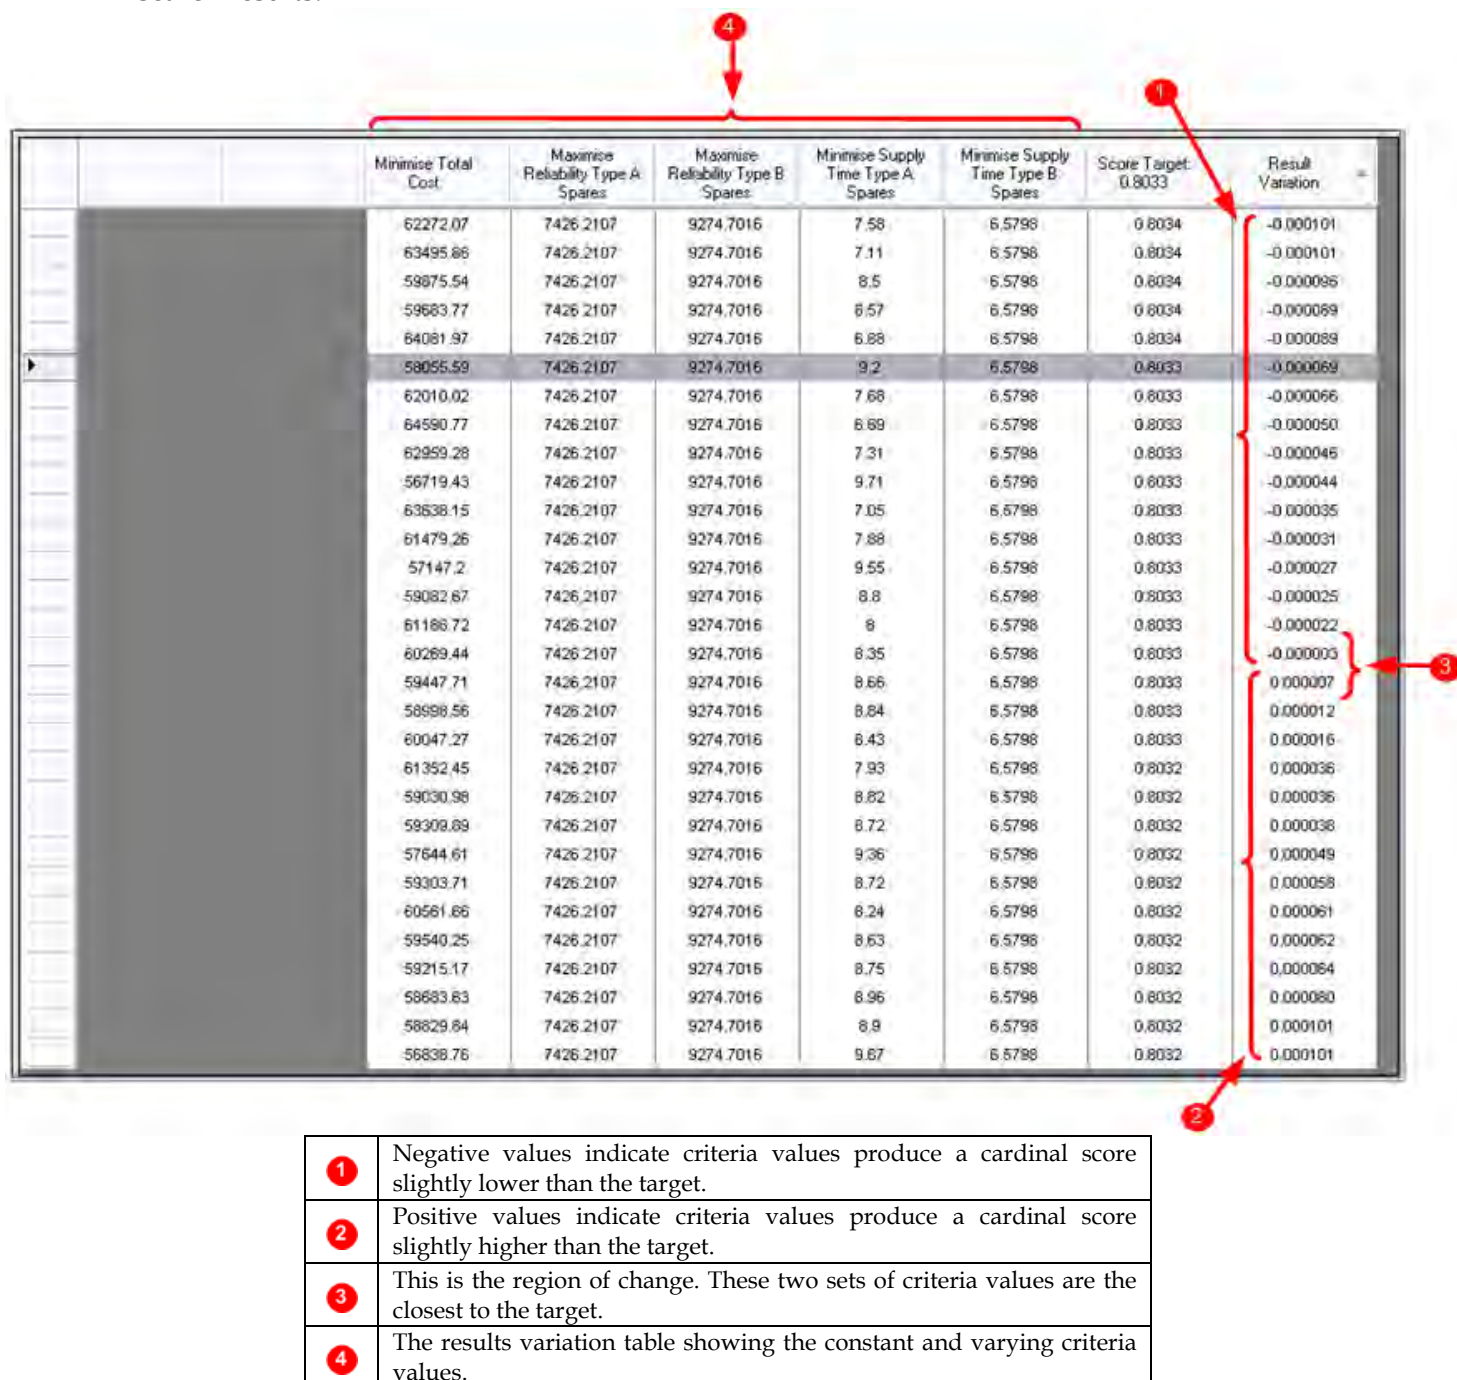 4
1
Minimise Total Cost Maximise Reliability Type A Spares Maximise Reliability Type B Spares Minimise Supply Time Type A Spares Minimise Supply Time Type B Spares Score Target: 0.8033 Result Variation
62272.07 7426.2107 9274.7016 7.58 6.5798 0.8034 -0.000101
63495.86 7426.2107 9274.7016 7.11 6.5798 0.8034 -0.000101
59875.54 7426.2107 9274.7016 8.5 6.5798 0.8034 -0.000096
59683.77 7426.2107 9274.7016 8.57 6.5798 0.8034 -0.000089
64081.97 7426.2107 9274.7016 6.88 6.5798 0.8034 -0.000089
58055.59 7426.2107 9274.7016 9.2 6.5798 0.8033 -0.000069
62010.02 7426.2107 9274.7016 7.68 6.5798 0.8033 -0.000066
64590.77 7426.2107 9274.7016 6.69 6.5798 0.8033 -0.000050
62959.28 7426.2107 9274.7016 7.31 6.5798 0.8033 -0.000046
56719.43 7426.2107 9274.7016 9.71 6.5798 0.8033 -0.000044
63638.15 7426.2107 9274.7016 7.05 6.5798 0.8033 -0.000035
61479.26 7426.2107 9274.7016 7.88 6.5798 0.8033 -0.000031
57147.2 7426.2107 9274.7016 9.55 6.5798 0.8033 -0.000027
59082.67 7426.2107 9274.7016 8.8 6.5798 0.8033 -0.000025
61186.72 7426.2107 9274.7016 8 6.5798 0.8033 -0.000022
60269.44 7426.2107 9274.7016 8.35 6.5798 0.8033 -0.000003
3
59447.71 7426.2107 9274.7016 8.66 6.5798 0.8033 0.000007
58998.56 7426.2107 9274.7016 8.84 6.5798 0.8033 0.000012
60047.27 7426.2107 9274.7016 8.43 6.5798 0.8033 0.000016
61352.45 7426.2107 9274.7016 7.93 6.5798 0.8032 0.000036
59030.98 7426.2107 9274.7016 8.82 6.5798 0.8032 0.000036
59309.89 7426.2107 9274.7016 8.72 6.5798 0.8032 0.000038
57644.61 7426.2107 9274.7016 9.36 6.5798 0.8032 0.000049
59303.71 7426.2107 9274.7016 8.72 6.5798 0.8032 0.000058
60561.66 7426.2107 9274.7016 8.24 6.5798 0.8032 0.000061
59540.25 7426.2107 9274.7016 8.63 6.5798 0.8032 0.000062
59215.17 7426.2107 9274.7016 8.75 6.5798 0.8032 0.000064
58683.63 7426.2107 9274.7016 8.96 6.5798 0.8032 0.000080
58829.84 7426.2107 9274.7016 8.9 6.5798 0.8032 0.000101
56838.76 7426.2107 9274.7016 9.67 6.5798 0.8032 0.000101
2
1 Negative values indicate criteria values produce a cardinal score
slightly lower than the target.
2 Positive values indicate criteria values produce a cardinal score
slightly higher than the target.
3 This is the region of change. These two sets of criteria values are the
closest to the target.
4 The results variation table showing the constant and varying criteria
values.